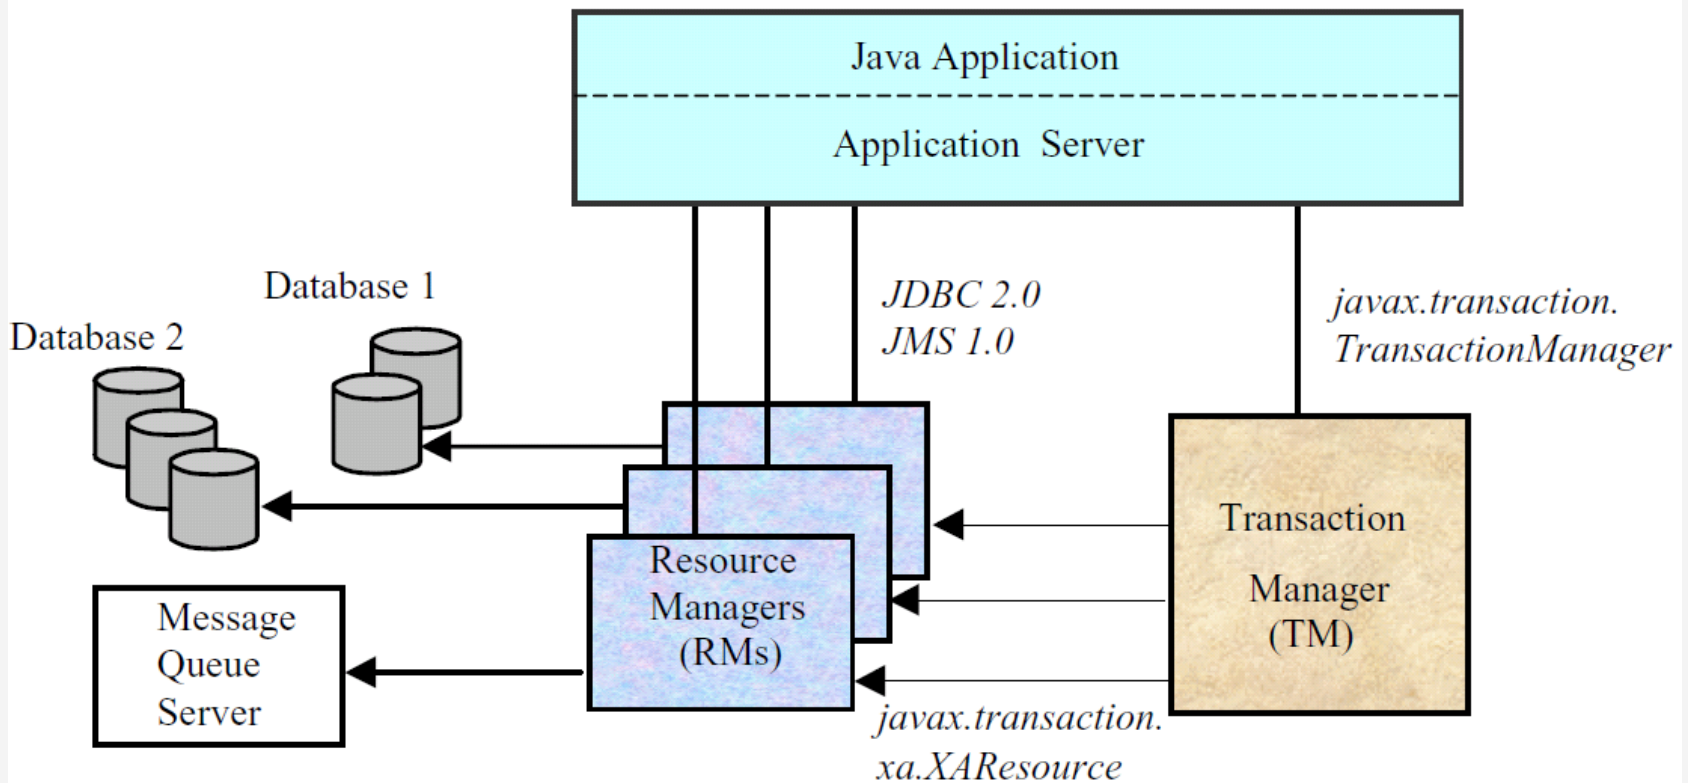 Java Application
Application Server
Database 1
Database 2
JDBC 2.0
JMS 1.0
javax.transaction.
TransactionManager
Resource
Managers
(RMs)
Transaction
Manager
(TM)
Message
Queue
Server
javax.transaction.
xa.XAResource